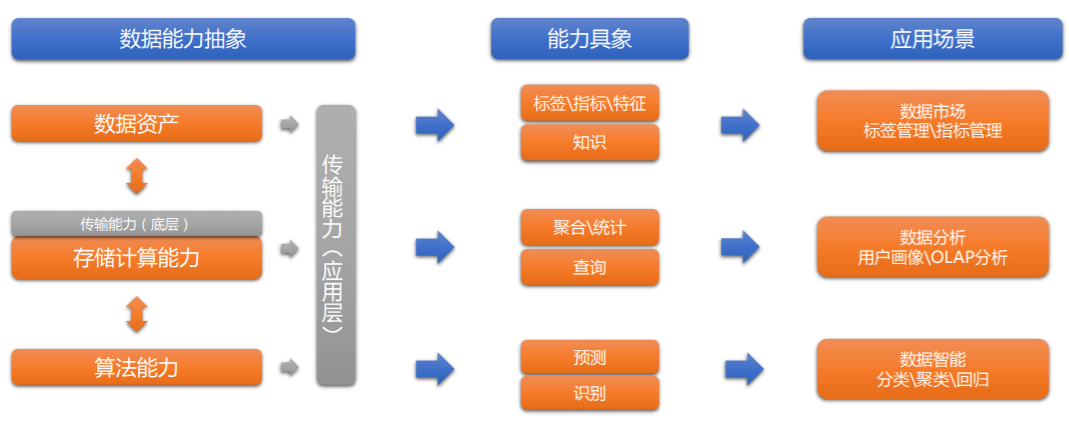 数据能力抽象
能力具象
应用场景
数据资产
传输能力（底层）
存储计算能力
算法能力
传输能力（应用层）
标签\指标\特征
知识
数据市场
标签管理\指标管理
聚合\统计
查询
数据分析
用户画像\OLAP分析
预测
识别
数据智能
分类\聚类\回归